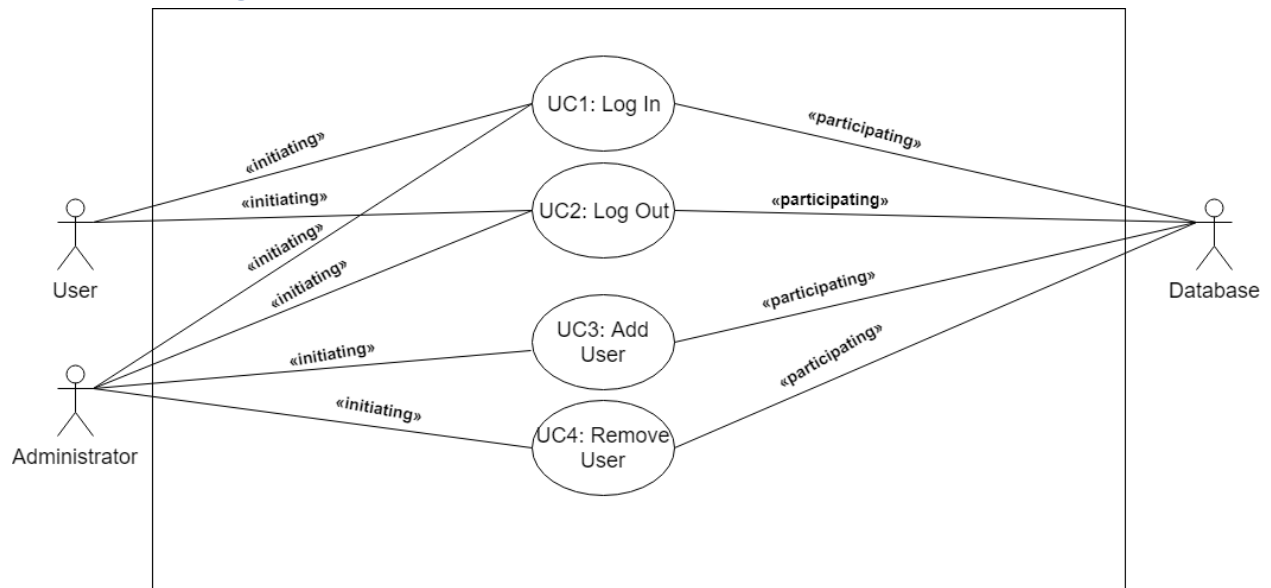 UC1: Log In
«participating»
«initiating»
«initiating»
UC2: Log Out
«participating»
«initiating»
«initiating»
User
Database
«participating»
UC3: Add
User
«initiating»
«participating»
«initiating»
UC4: Remove
User
Administrator